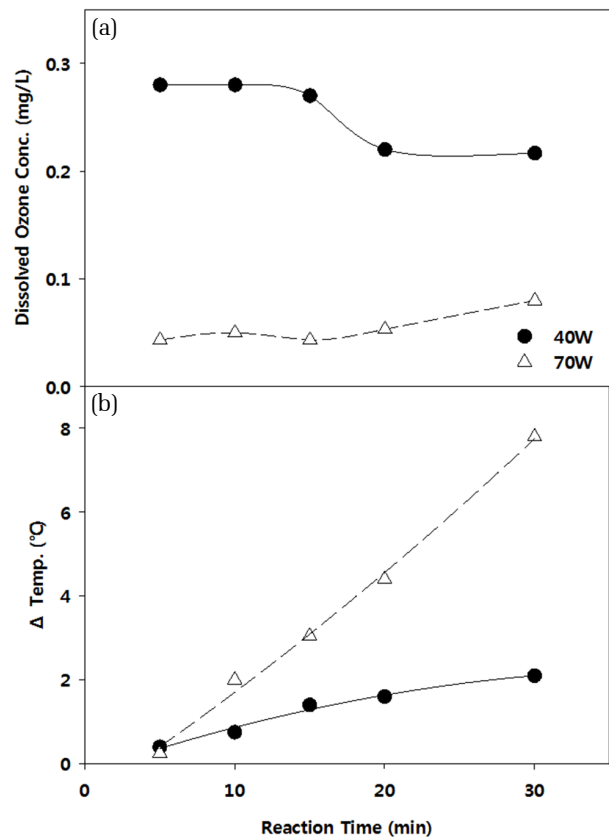 (a)
0.3
0.2
0.1
0.0
Dissolved Ozone Conc. (mg/L)
40W
70W
(b)
8
6
4
2
0
Δ Temp. (℃)
0
10
20
30
Reaction Time (min)